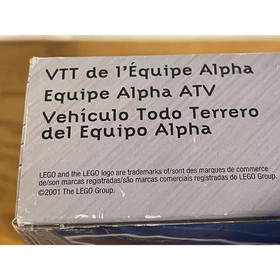 VTT de l'Équipe Alpha
Equipe Alpha ATV
Vehículo Todo Terrero
del Equipo Alpha
LEGO and the LEGO logo are trademarks of/sont des marques de commerce
de/son marcas registradas/são marcas comerciais registradas do LEGO Group.
©2001 The LEGO Group.